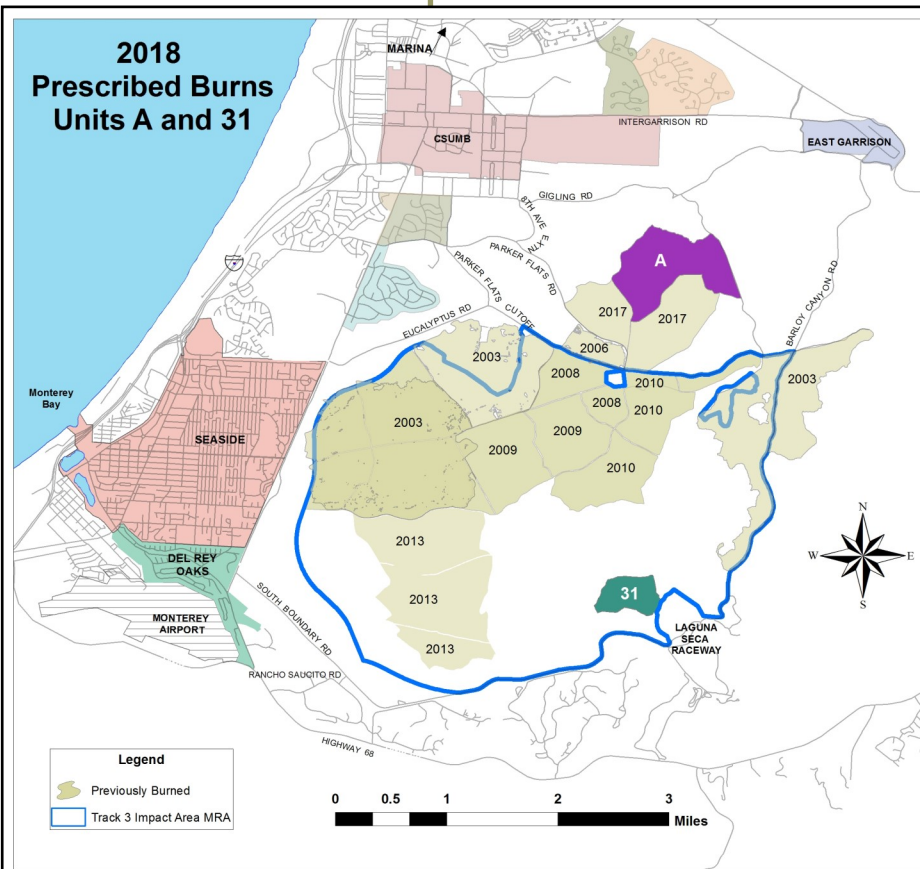 2018
Prescribed Burns
Units A and 31
MARINA
CSUMB
INTERGARRISON RD
EAST GARRISON
GIGLING RD
8TH AVE EXTN
PARKER FLATS RD
PARKER FLATS CUTOFF
EUCALYPTUS RD
BARLOY CANYON RD
A
2017
2017
2003
2006
2008
2010
2003
2008
2010
2003
2009
2009
2010
Monterey
Bay
SEASIDE
2013
DEL REY
OAKS
2013
31
MONTEREY
AIRPORT
SOUTH BOUNDARY RD
2013
LAGUNA
SECA
RACEWAY
RANCHO SAUCITO RD
HIGHWAY 68
N
W
E
S
Legend
Previously Burned
Track 3 Impact Area MRA
0 0.5 1 2 3
Miles